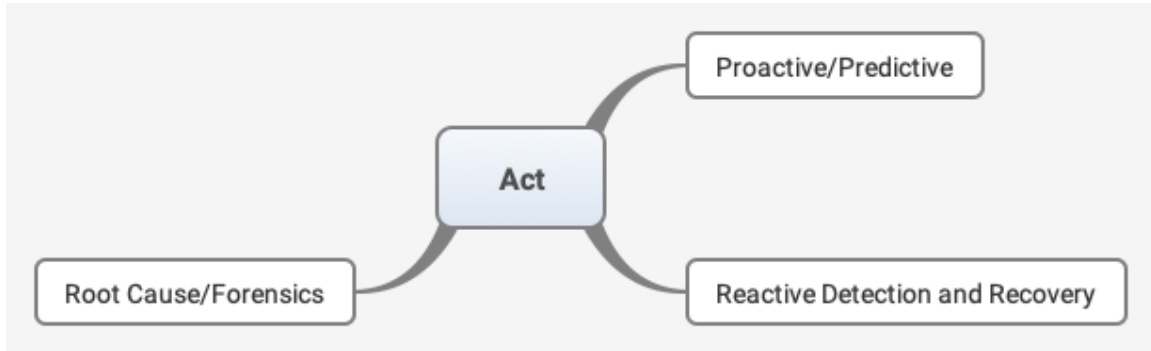 Proactive/Predictive
Act
Root Cause/Forensics
Reactive Detection and Recovery